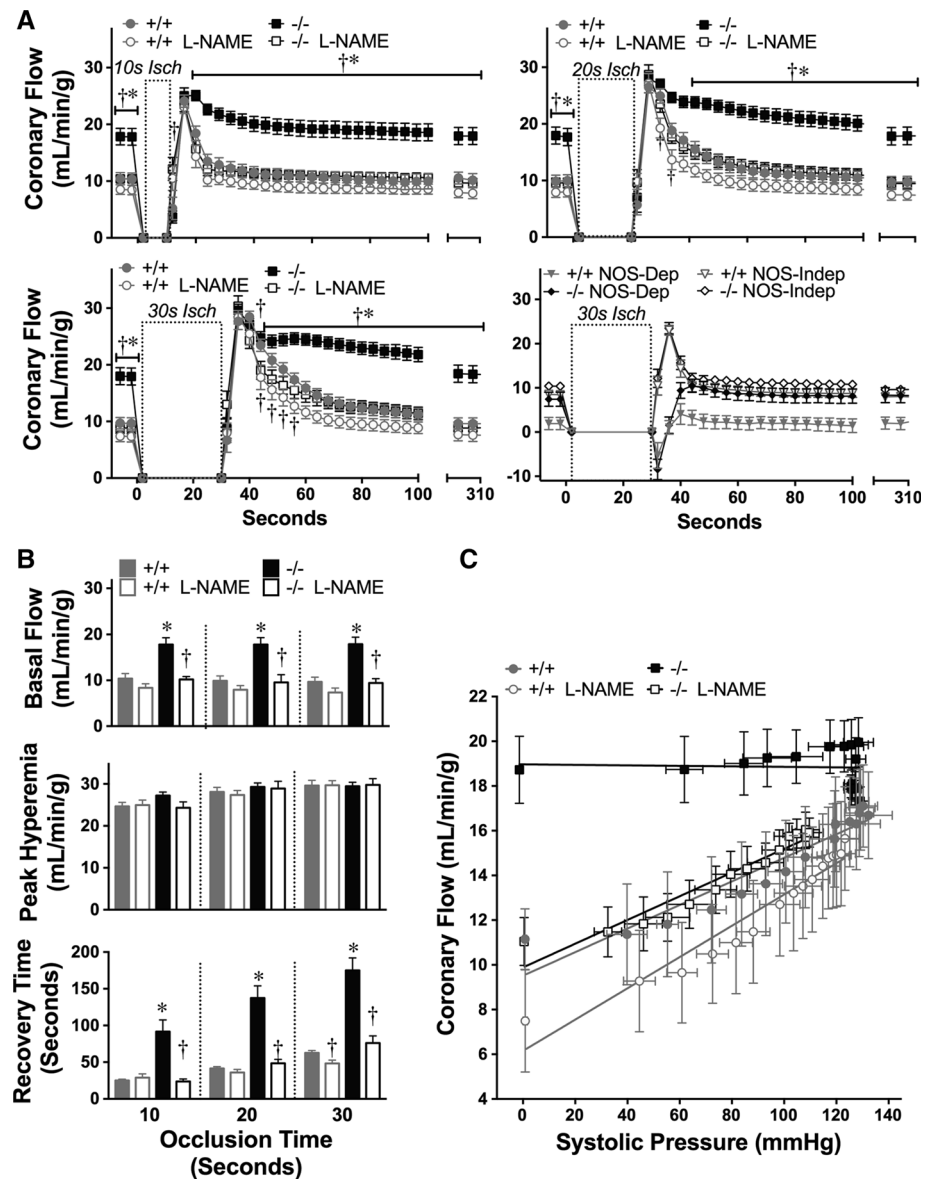 A
+/+ -/-
+/+ L-NAME -/- L-NAME
10s Isch
†*
†*
†
Coronary Flow
(mL/min/g)
30
20
10
0
+/+ -/-
+/+ L-NAME -/- L-NAME
20s Isch
†*
†*
†
†
Coronary Flow
(mL/min/g)
30
20
10
0
+/+ -/-
+/+ L-NAME -/- L-NAME
30s Isch
†
†*
†*
† † † †
Coronary Flow
(mL/min/g)
30
20
10
0
0 20 40 60 80 100 310
Seconds
+/+ NOS-Dep +/+ NOS-Indep
-/- NOS-Dep -/- NOS-Indep
30s Isch
30
20
10
0
-10
0 20 40 60 80 100 310
Seconds
B
+/+ -/-
+/+ L-NAME -/- L-NAME
Basal Flow
(mL/min/g)
30
20
10
0
* † * † * †
Peak Hyperemia
(mL/min/g)
30
20
10
0
Recovery Time
(Seconds)
200
150
100
50
0
* † * † † * †
10 20 30
Occlusion Time
(Seconds)
C
+/+ -/-
+/+ L-NAME -/- L-NAME
Coronary Flow (mL/min/g)
22
20
18
16
14
12
10
8
6
4
0 20 40 60 80 100 120 140
Systolic Pressure (mmHg)